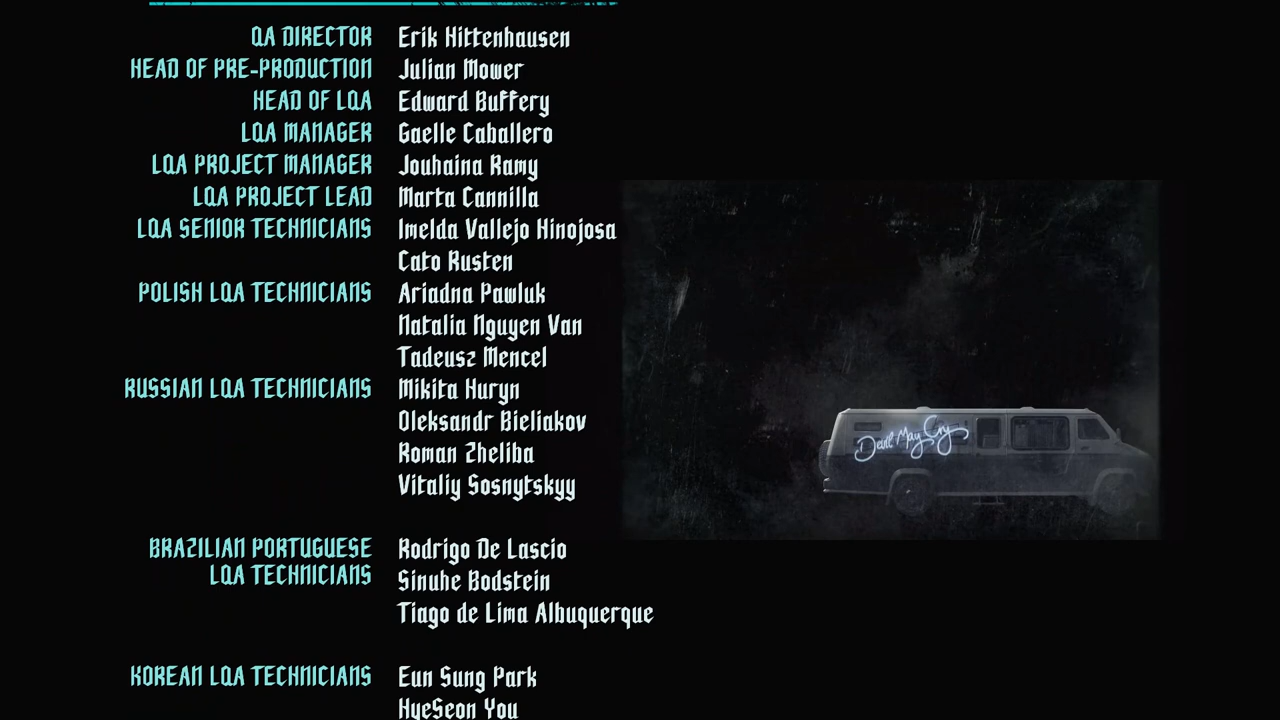 QA DIRECTOR Erik Hittenhausen
HEAD OF PRE-PRODUCTION Julian Mower
HEAD OF LQA Edward Buffery
LQA MANAGER Gaelle Caballero
LQA PROJECT MANAGER Jouhaina Ramy
LQA PROJECT LEAD Marta Cannilla
LQA SENIOR TECHNICIANS Imelda Vallejo Hinojosa
Cato Rusten
POLISH LQA TECHNICIANS Ariadna Pawluk
Natalia Nguyen Van
Tadeusz Mencel
RUSSIAN LQA TECHNICIANS Mikita Huryn
Oleksandr Bieliakov
Roman Zheliba
Vitaliy Sosnytskyy
Devil May Cry
BRAZILIAN PORTUGUESE Rodrigo De Lascio
LQA TECHNICIANS Sinuhe Bodstein
Tiago de Lima Albuquerque
KOREAN LQA TECHNICIANS Eun Sung Park
HyeSeon You